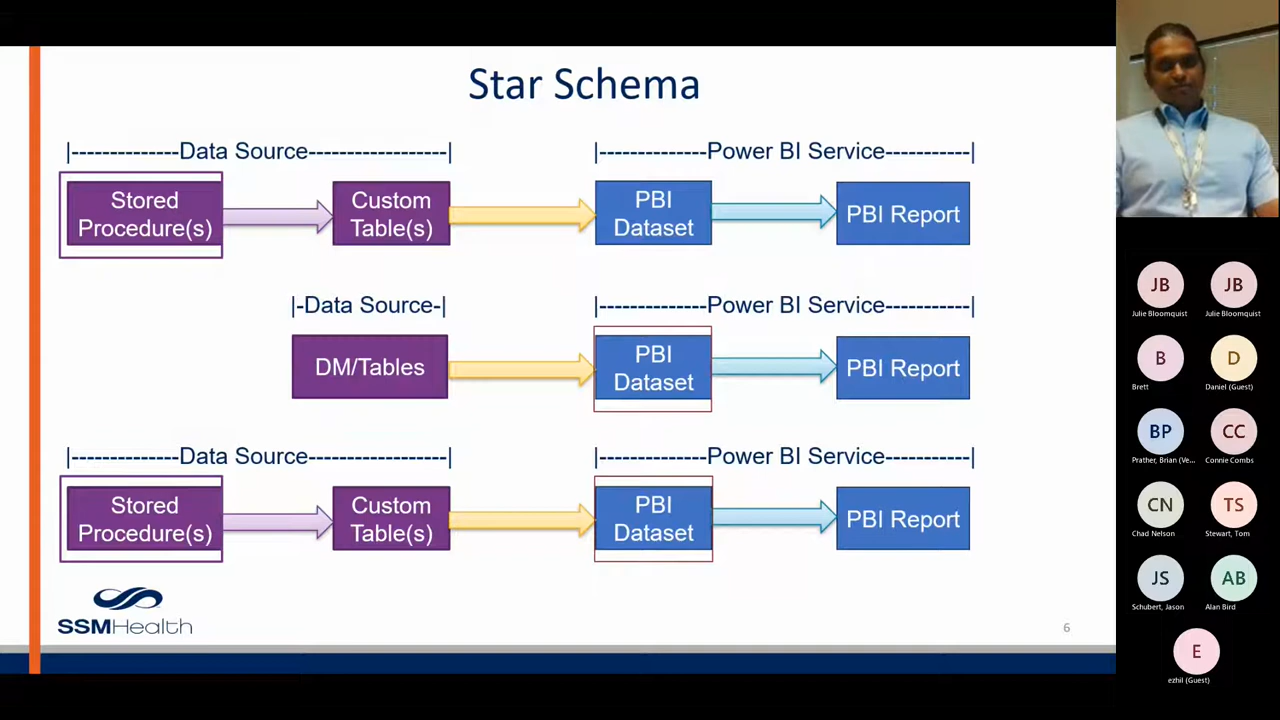 Star Schema
|--------------Data Source------------------|
|--------------Power BI Service-----------|
Stored
Procedure(s)
Custom
Table(s)
PBI
Dataset
PBI Report
|-Data Source-|
|--------------Power BI Service-----------|
DM/Tables
PBI
Dataset
PBI Report
|--------------Data Source------------------|
|--------------Power BI Service-----------|
Stored
Procedure(s)
Custom
Table(s)
PBI
Dataset
PBI Report
SSMHealth
6
JB
Julie Bloomquist
JB
Julie Bloomquist
B
Brett
D
Daniel (Guest)
BP
Prather, Brian (Ve...
CC
Connie Combs
CN
Chad Nelson
TS
Stewart, Tom
JS
Schubert, Jason
AB
Alan Bird
E
ezhil (Guest)